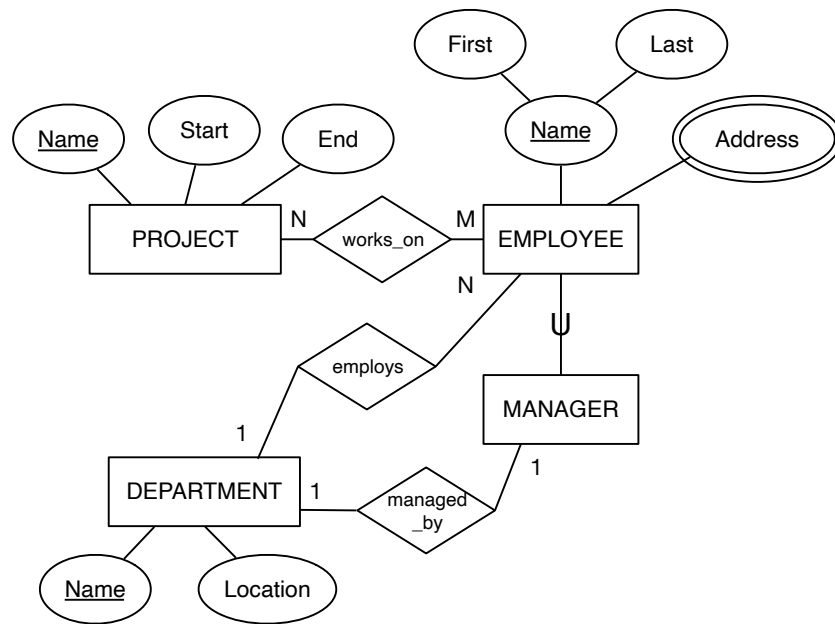 First
Last
Name
Start
End
Name
Address
PROJECT
N
works_on
M
EMPLOYEE
N
employs
U
MANAGER
1
1
DEPARTMENT
1
managed
_by
Name
Location